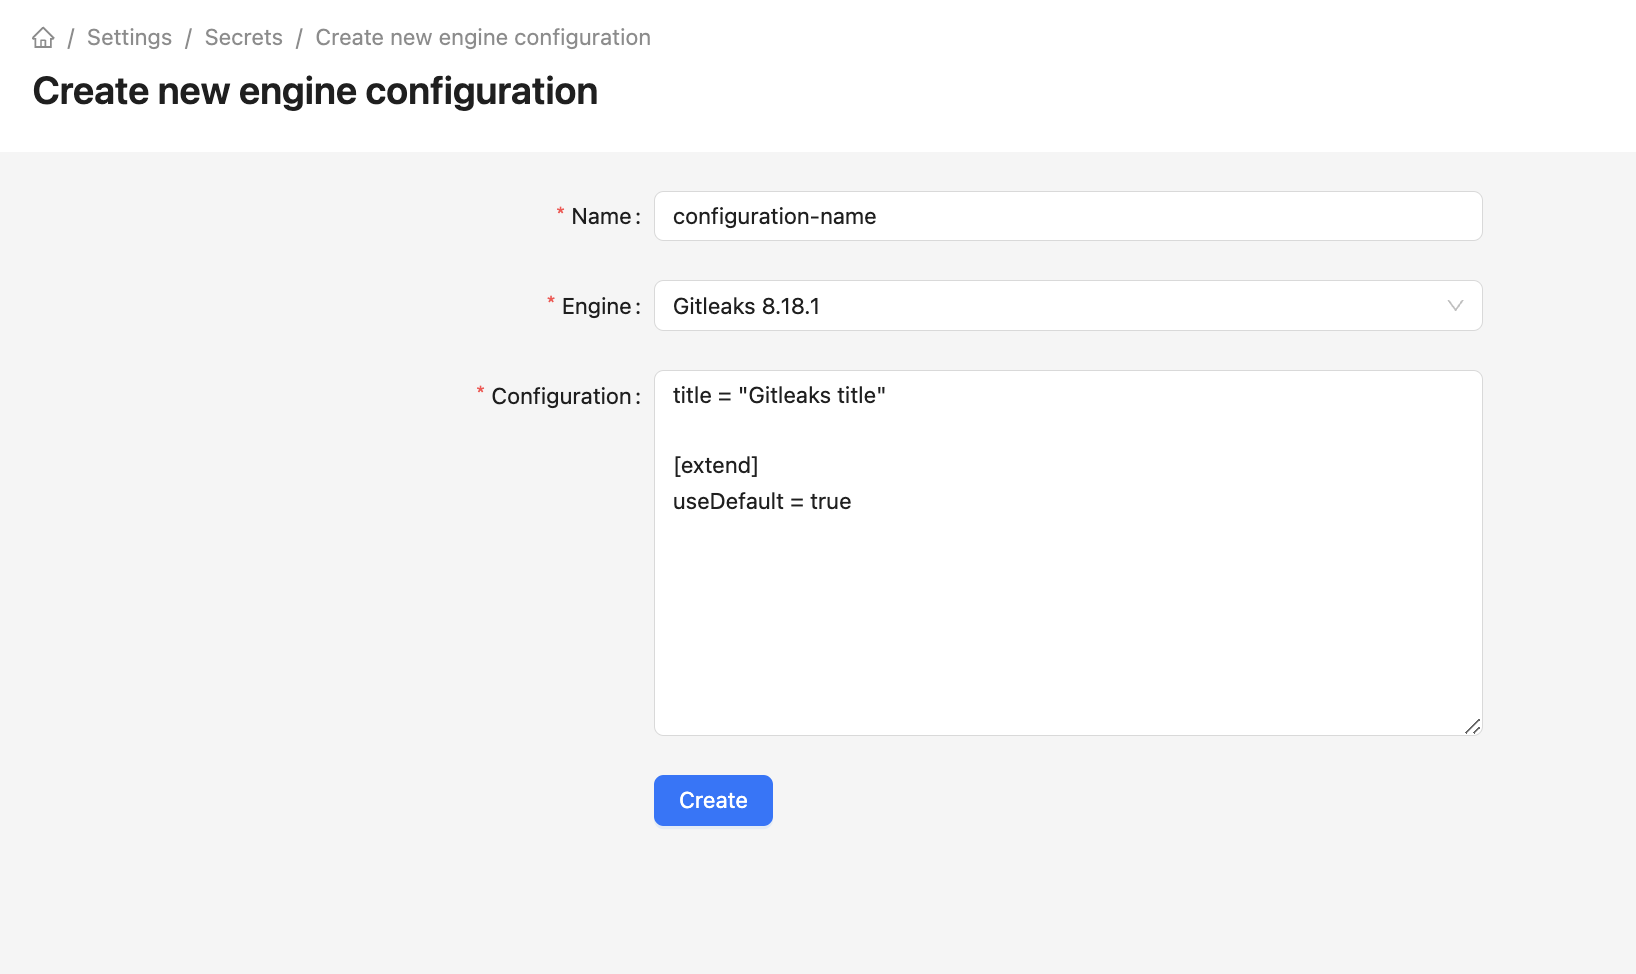 / Settings / Secrets / Create new engine configuration
Create new engine configuration
* Name: configuration-name
* Engine: Gitleaks 8.18.1
* Configuration: title = "Gitleaks title"
[extend]
useDefault = true
Create